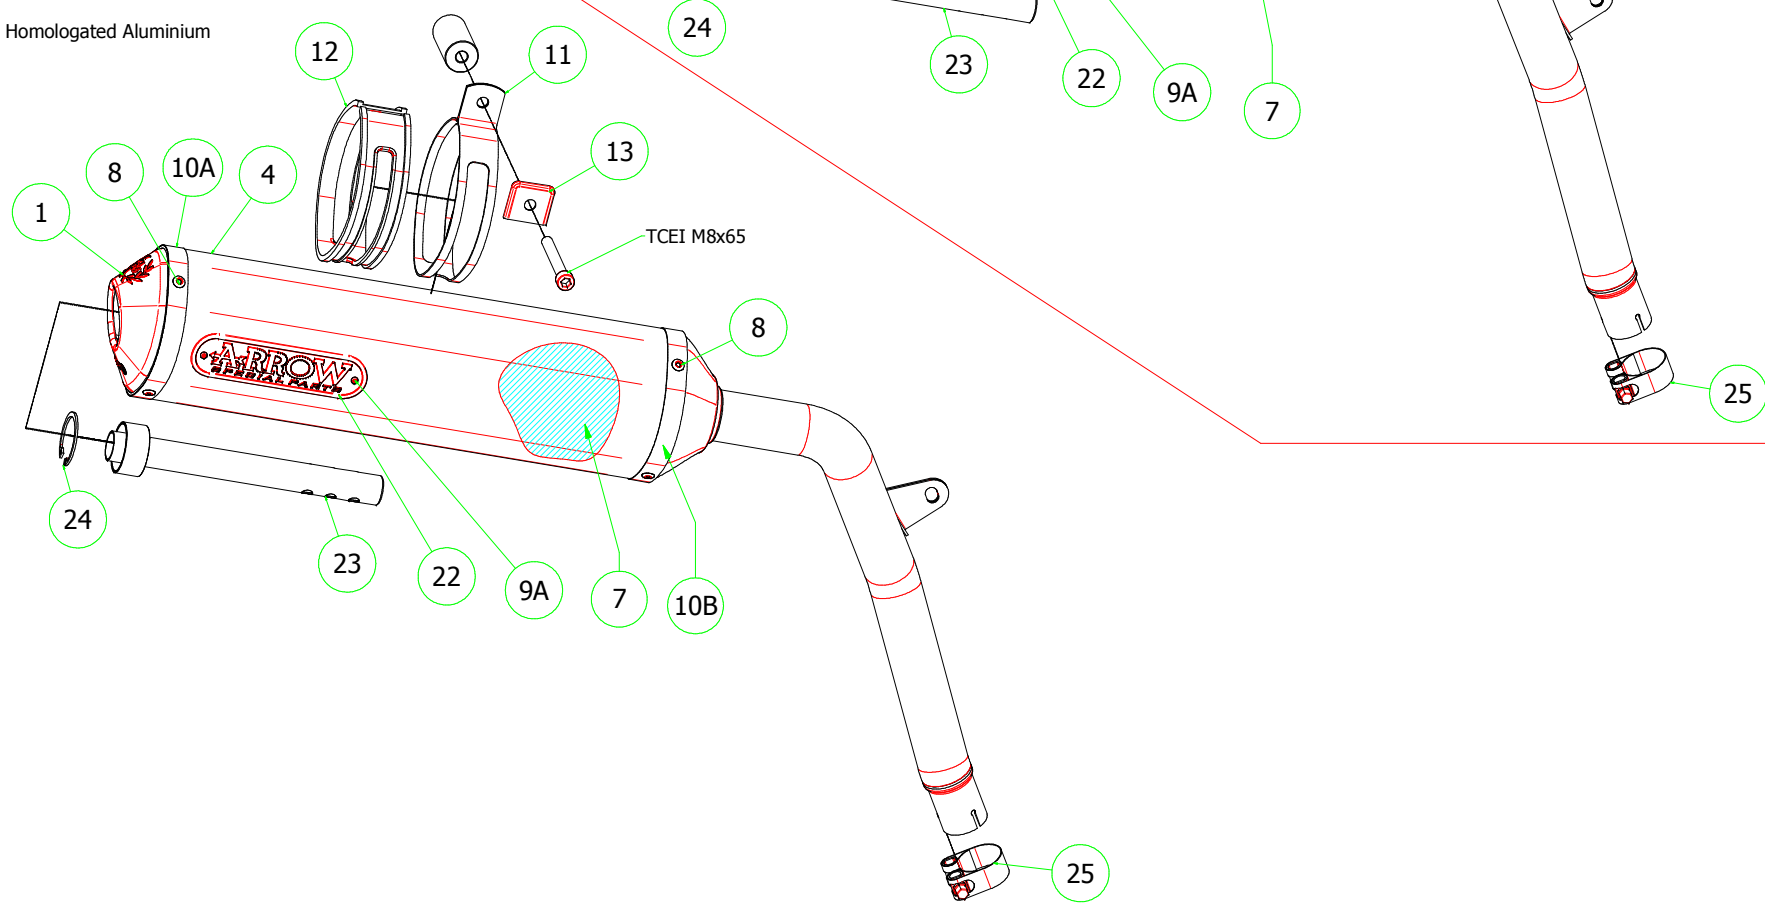 Homologated Aluminium
24
23
22
9A
7
12
11
13
8
10A
4
1
TCEI M8x65
8
ARROW
SPECIAL PARTS
25
24
23
22
9A
7
10B
25